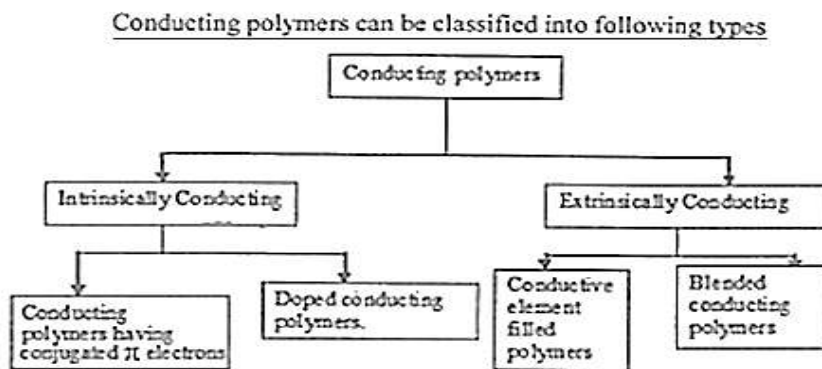 Conducting polymers can be classified into following types
Conducting polymers
Intrinsically Conducting
Extrinsically Conducting
Conducting
polymers having
conjugated π electrons
Doped conducting
polymers.
Conductive
element
filled
polymers
Blended
conducting
polymers